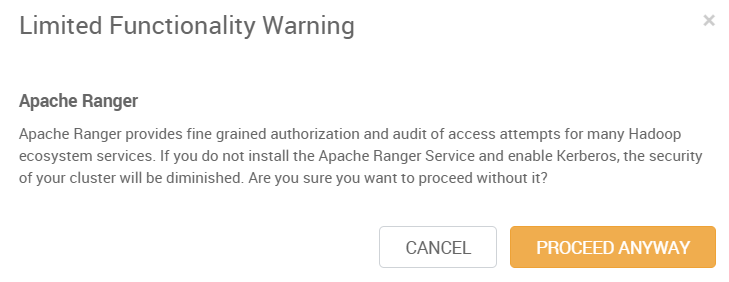 Limited Functionality Warning
×
Apache Ranger
Apache Ranger provides fine grained authorization and audit of access attempts for many Hadoop
ecosystem services. If you do not install the Apache Ranger Service and enable Kerberos, the security
of your cluster will be diminished. Are you sure you want to proceed without it?
CANCEL
PROCEED ANYWAY